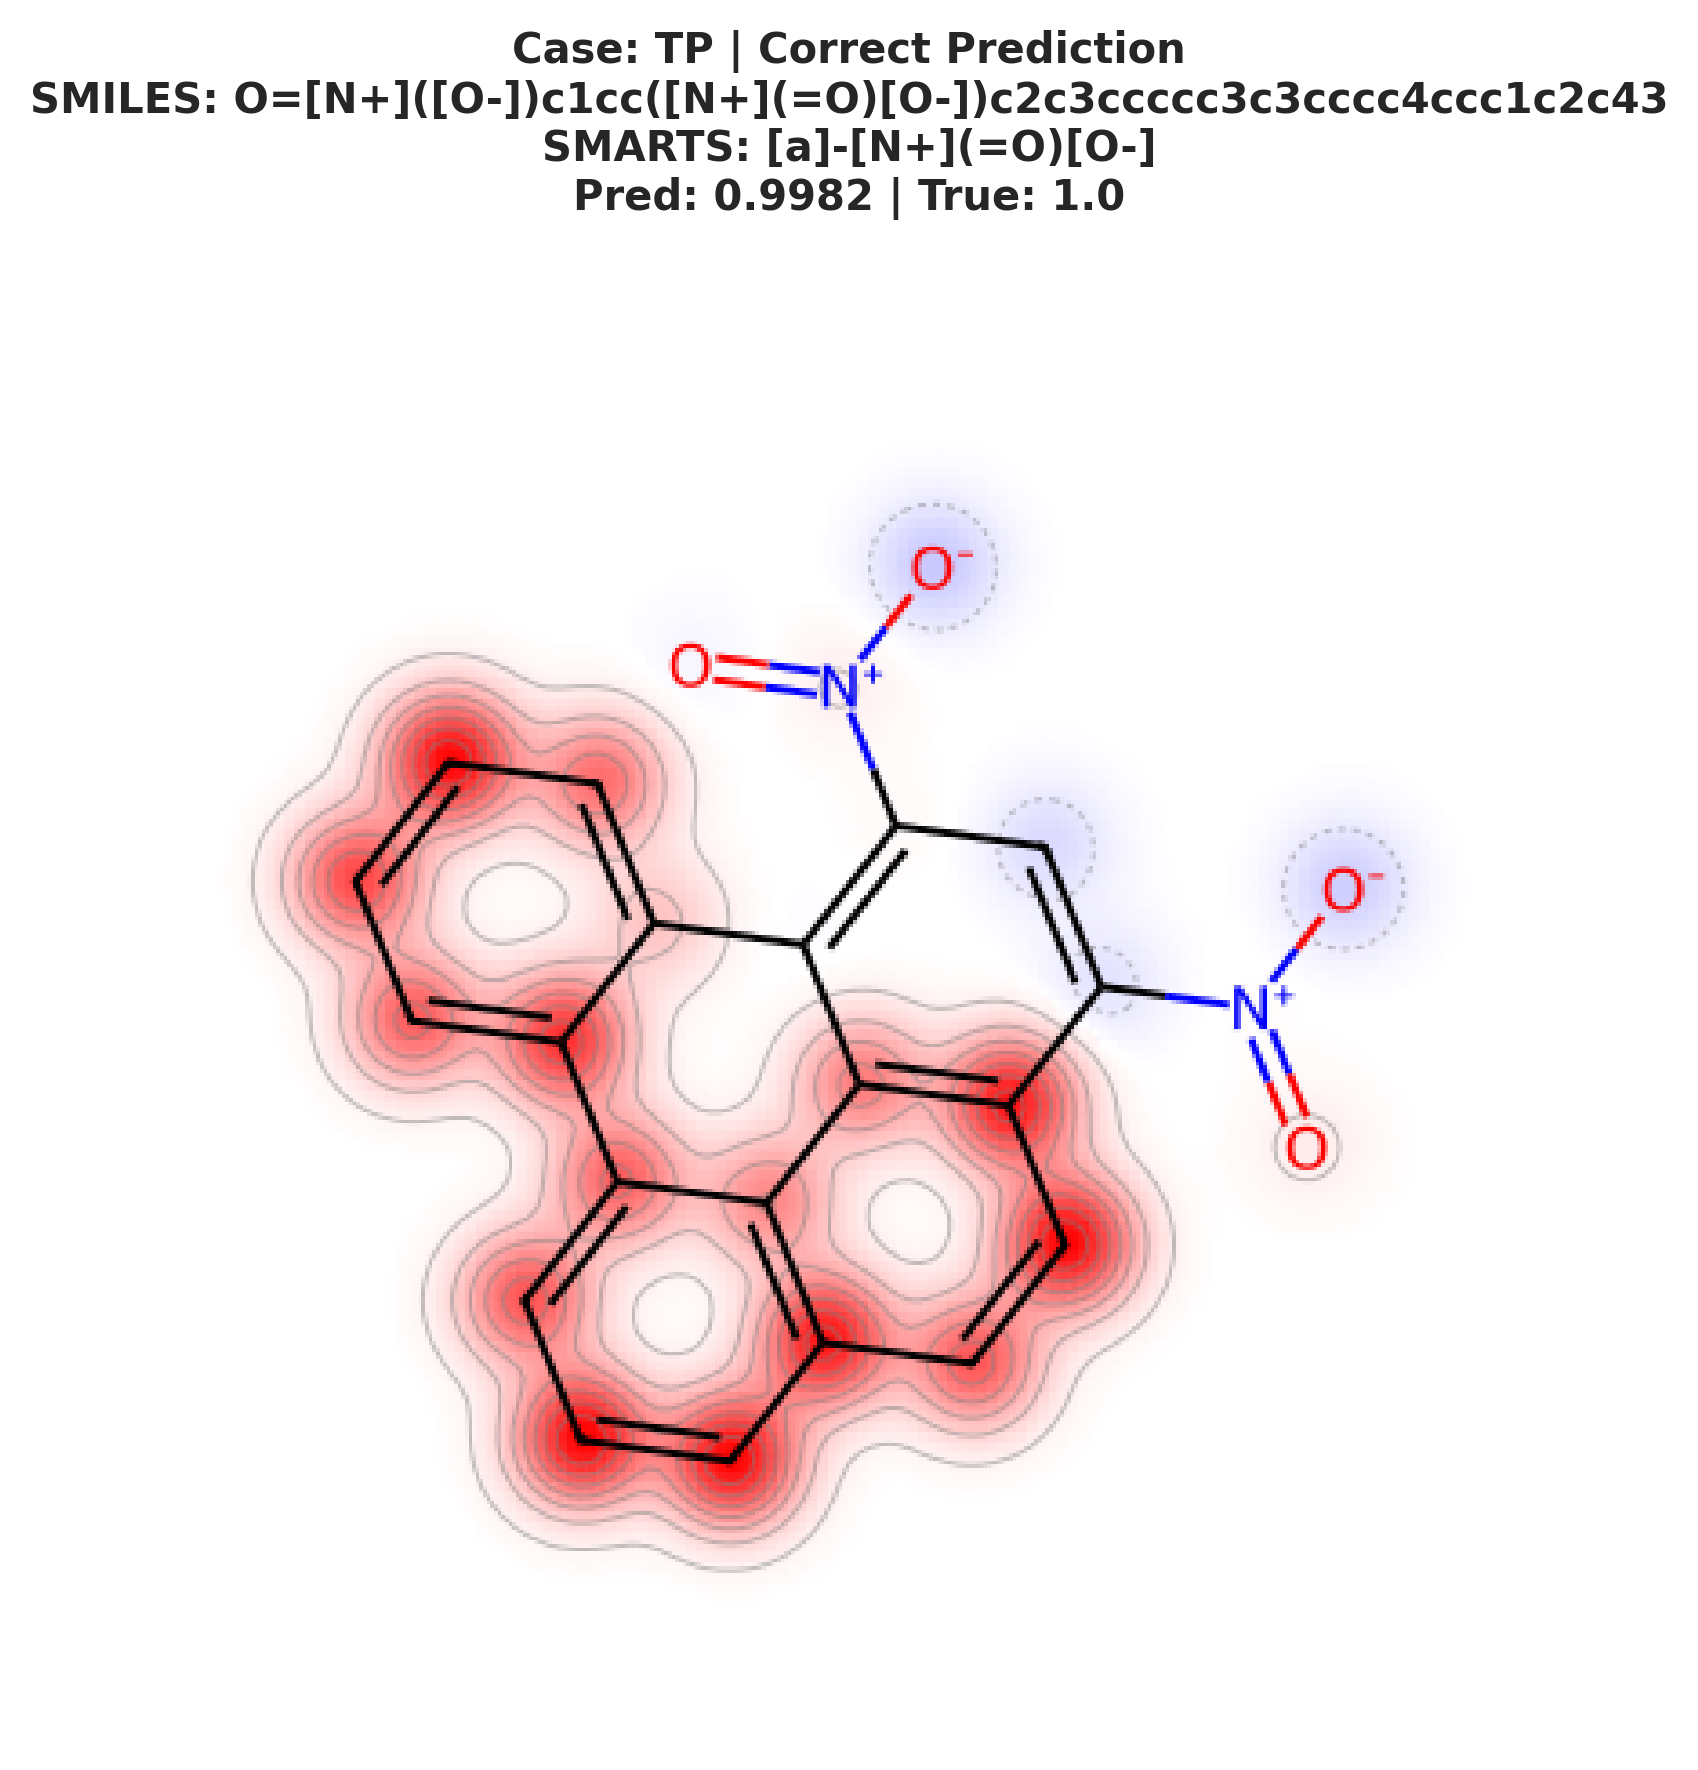 Case: TP | Correct Prediction
SMILES: O=[N+]([O-])c1cc([N+](=O)[O-])c2c3ccccc3c3cccc4ccc1c2c43
SMARTS: [a]-[N+](=O)[O-]
Pred: 0.9982 | True: 1.0
O⁻
O
N⁺
O⁻
N⁺
O